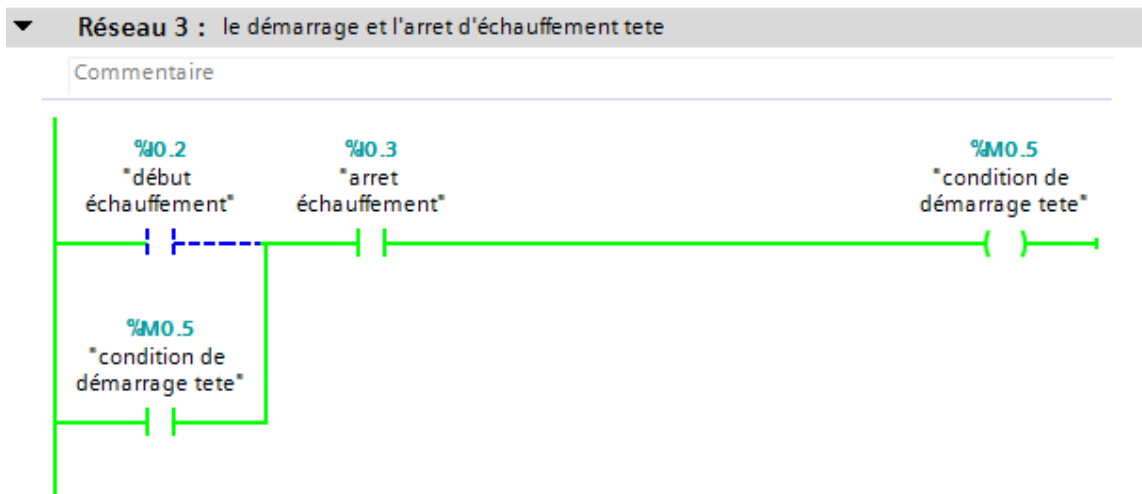 Réseau 3 : le démarrage et l'arret d'échauffement tete
Commentaire
%I0.2
"début
échauffement"
%I0.3
"arret
échauffement"
%M0.5
"condition de
démarrage tete"
%M0.5
"condition de
démarrage tete"